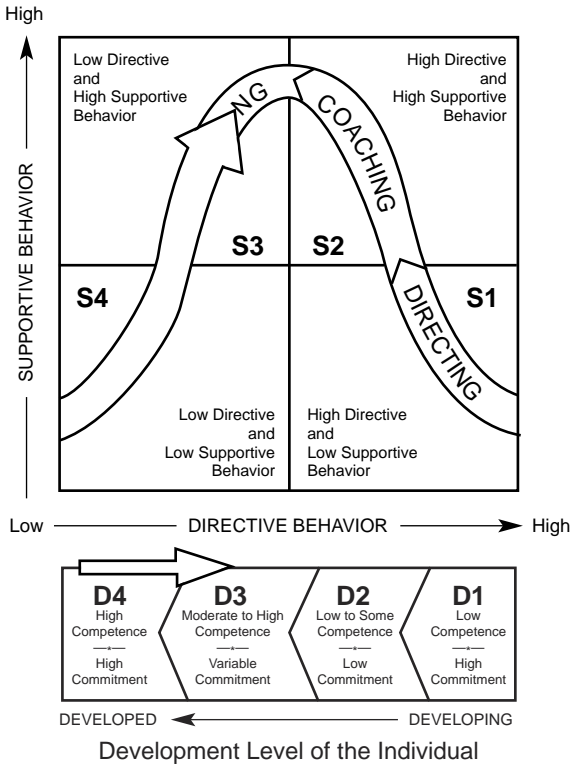 High
Low Directive
and
High Supportive
Behavior
High Directive
and
High Supportive
Behavior
NG
COACHING
DIRECTING
SUPPORTIVE BEHAVIOR
S3
S2
S4
S1
Low Directive
and
Low Supportive
Behavior
High Directive
and
Low Supportive
Behavior
Low
DIRECTIVE BEHAVIOR
High
D4
High
Competence
High
Commitment
D3
Moderate to High
Competence
Variable
Commitment
D2
Low to Some
Competence
Low
Commitment
D1
Low
Competence
High
Commitment
DEVELOPED
DEVELOPING
Development Level of the Individual